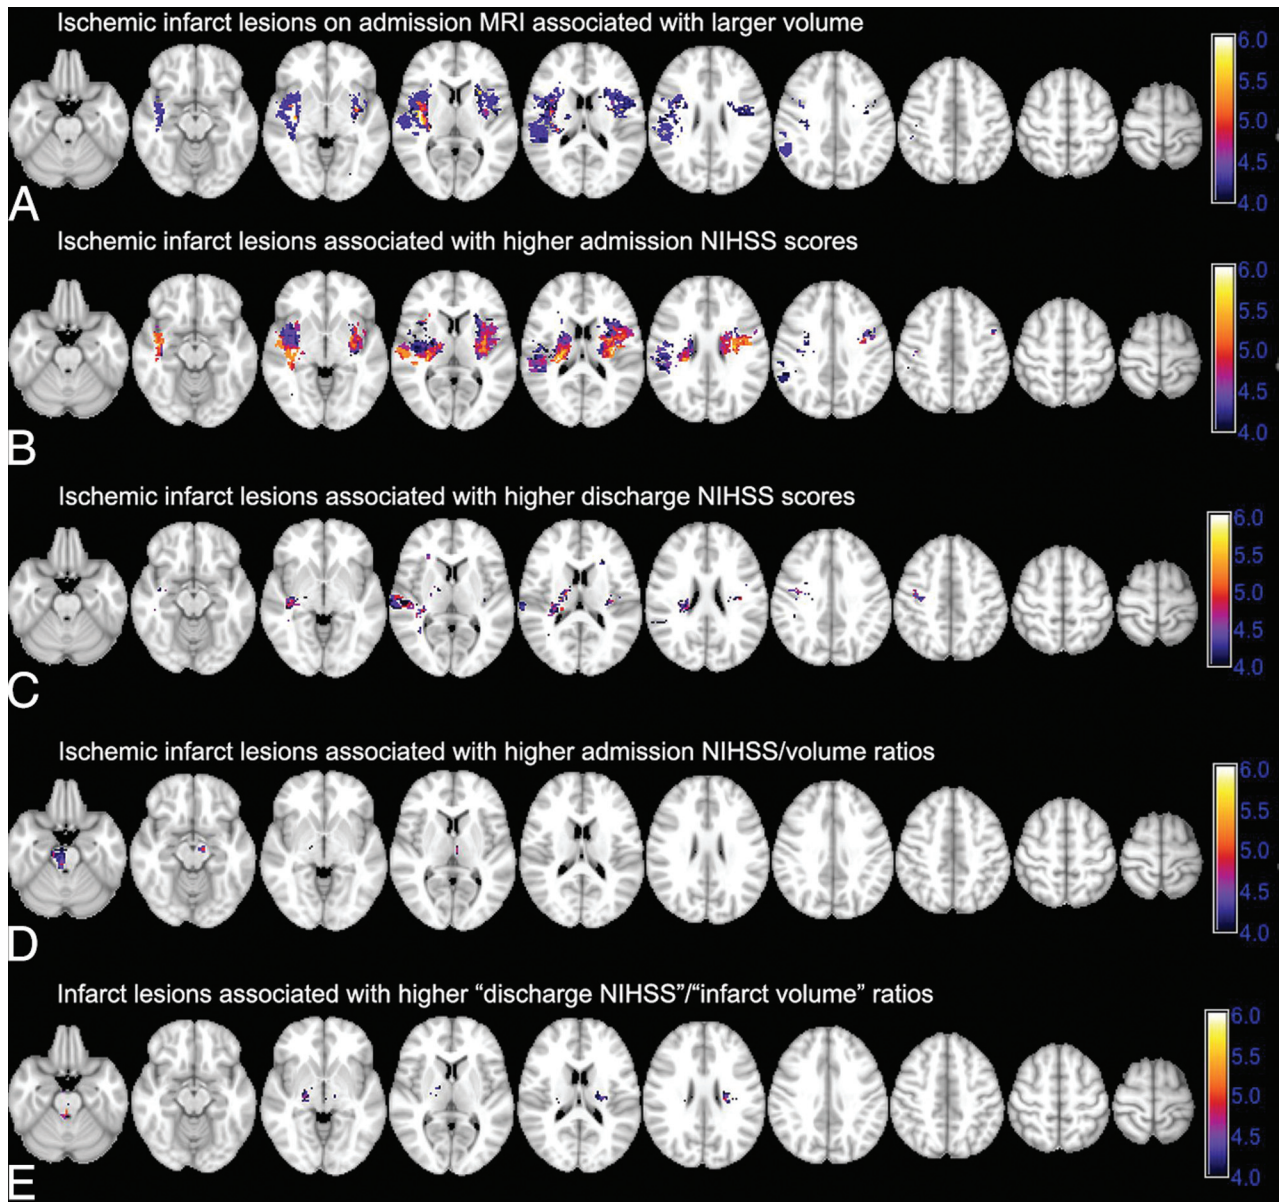 Ischemic infarct lesions on admission MRI associated with larger volume
6.0
5.5
5.0
4.5
4.0
A
Ischemic infarct lesions associated with higher admission NIHSS scores
6.0
5.5
5.0
4.5
4.0
B
Ischemic infarct lesions associated with higher discharge NIHSS scores
6.0
5.5
5.0
4.5
4.0
C
Ischemic infarct lesions associated with higher admission NIHSS/volume ratios
6.0
5.5
5.0
4.5
4.0
D
Infarct lesions associated with higher “discharge NIHSS”/“infarct volume” ratios
6.0
5.5
5.0
4.5
4.0
E